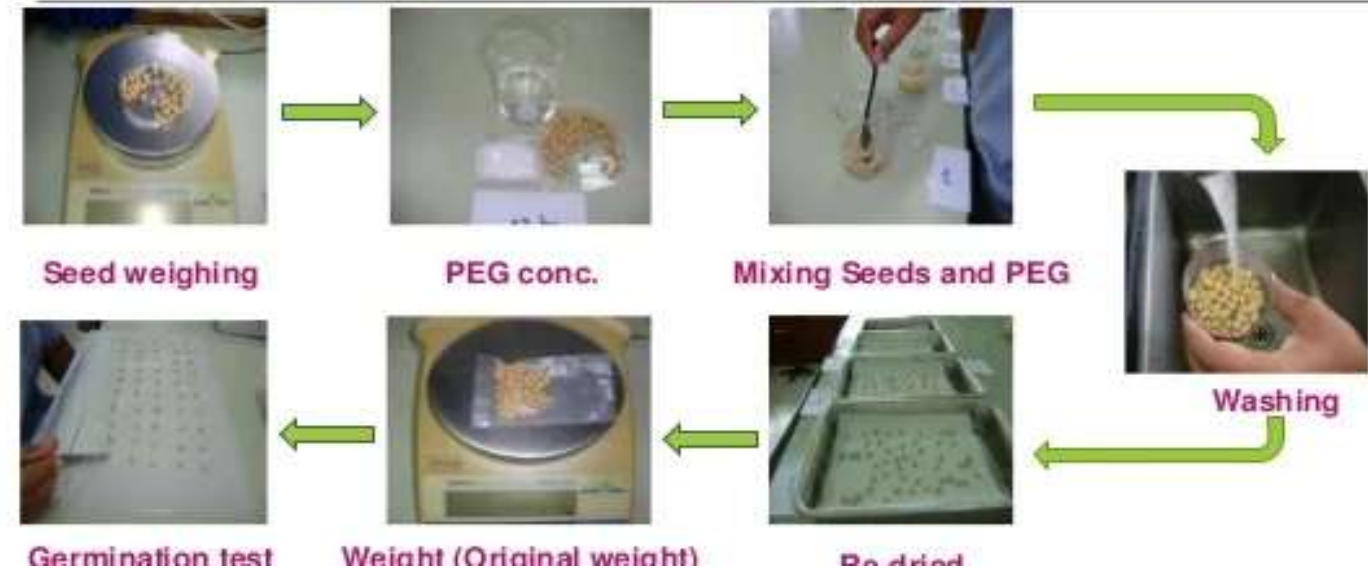 Seed weighing
PEG conc.
Mixing Seeds and PEG
Washing
Re-dried
Weight (Original weight)
Germination test